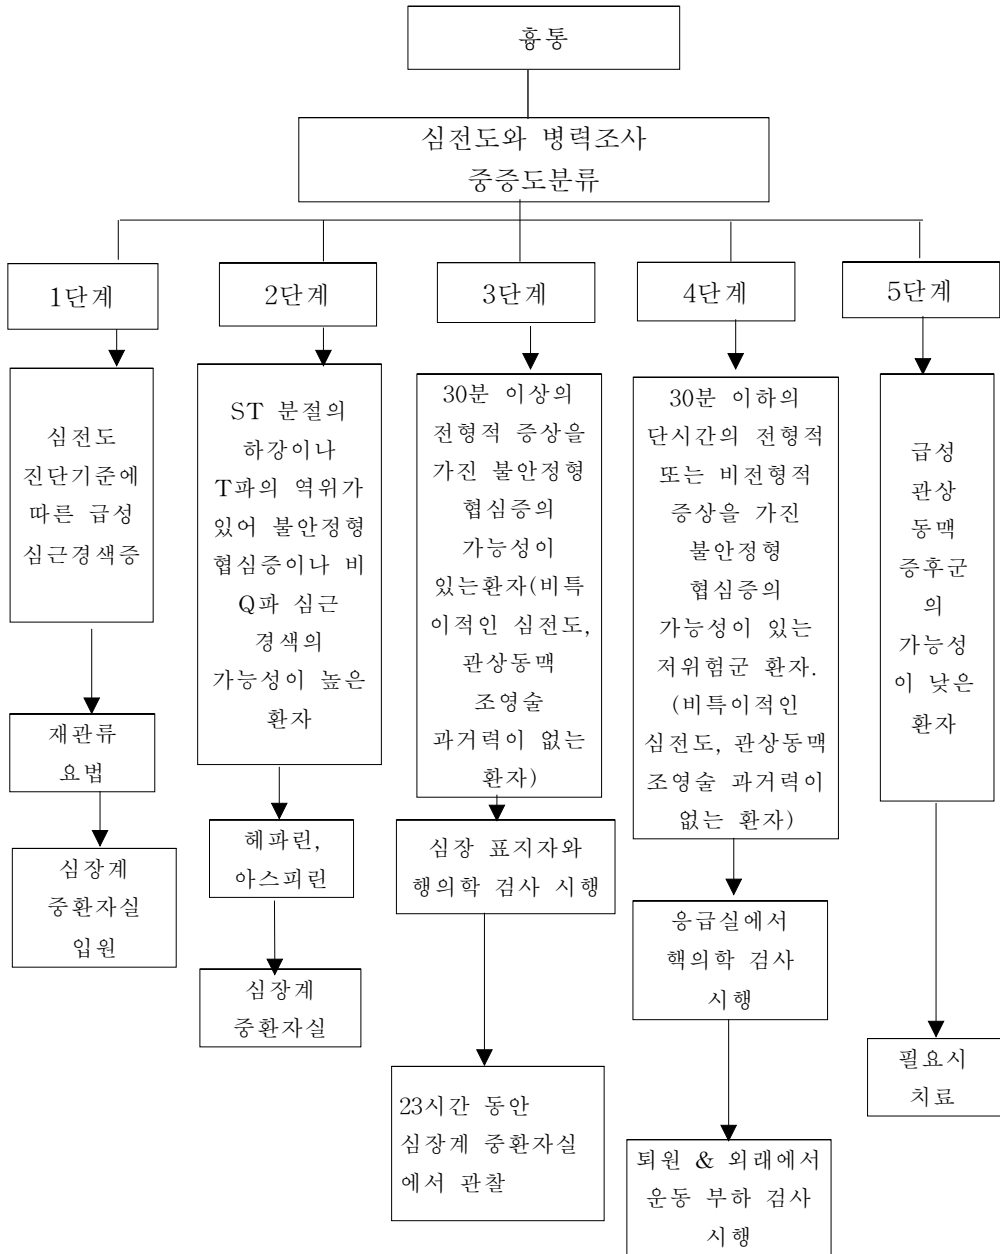 흉통
심전도와 병력조사
중증도분류
1단계
2단계
3단계
4단계
5단계
심전도
진단기준에
따른 급성
심근경색증
재관류
요법
심장계
중환자실
입원
ST 분절의
하강이나
T파의 역위가
있어 불안정형
협심증이나 비
Q파 심근
경색의
가능성이 높은
환자
헤파린,
아스피린
심장계
중환자실
30분 이상의
전형적 증상을
가진 불안정형
협심증의
가능성이
있는환자(비특
이적인 심전도,
관상동맥
조영술
과거력이 없는
환자)
심장 표지자와
행의학 검사 시행
23시간 동안
심장계 중환자실
에서 관찰
30분 이하의
단시간의 전형적
또는 비전형적
증상을 가진
불안정형
협심증의
가능성이 있는
저위험군 환자.
(비특이적인
심전도, 관상동맥
조영술 과거력이
없는 환자)
응급실에서
핵의학 검사
시행
퇴원 & 외래에서
운동 부하 검사
시행
급성
관상
동맥
증후군
의
가능성
이 낮은
환자
필요시
치료